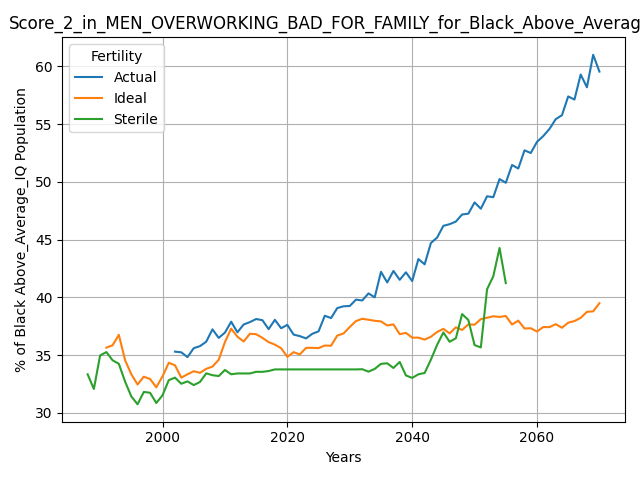 Score_2_in_MEN_OVERWORKING_BAD_FOR_FAMILY_for_Black_Above_Averag
Fertility
Actual
Ideal
Sterile
% of Black Above_Average_IQ Population
60
55
50
45
40
35
30
2000
2020
2040
2060
Years